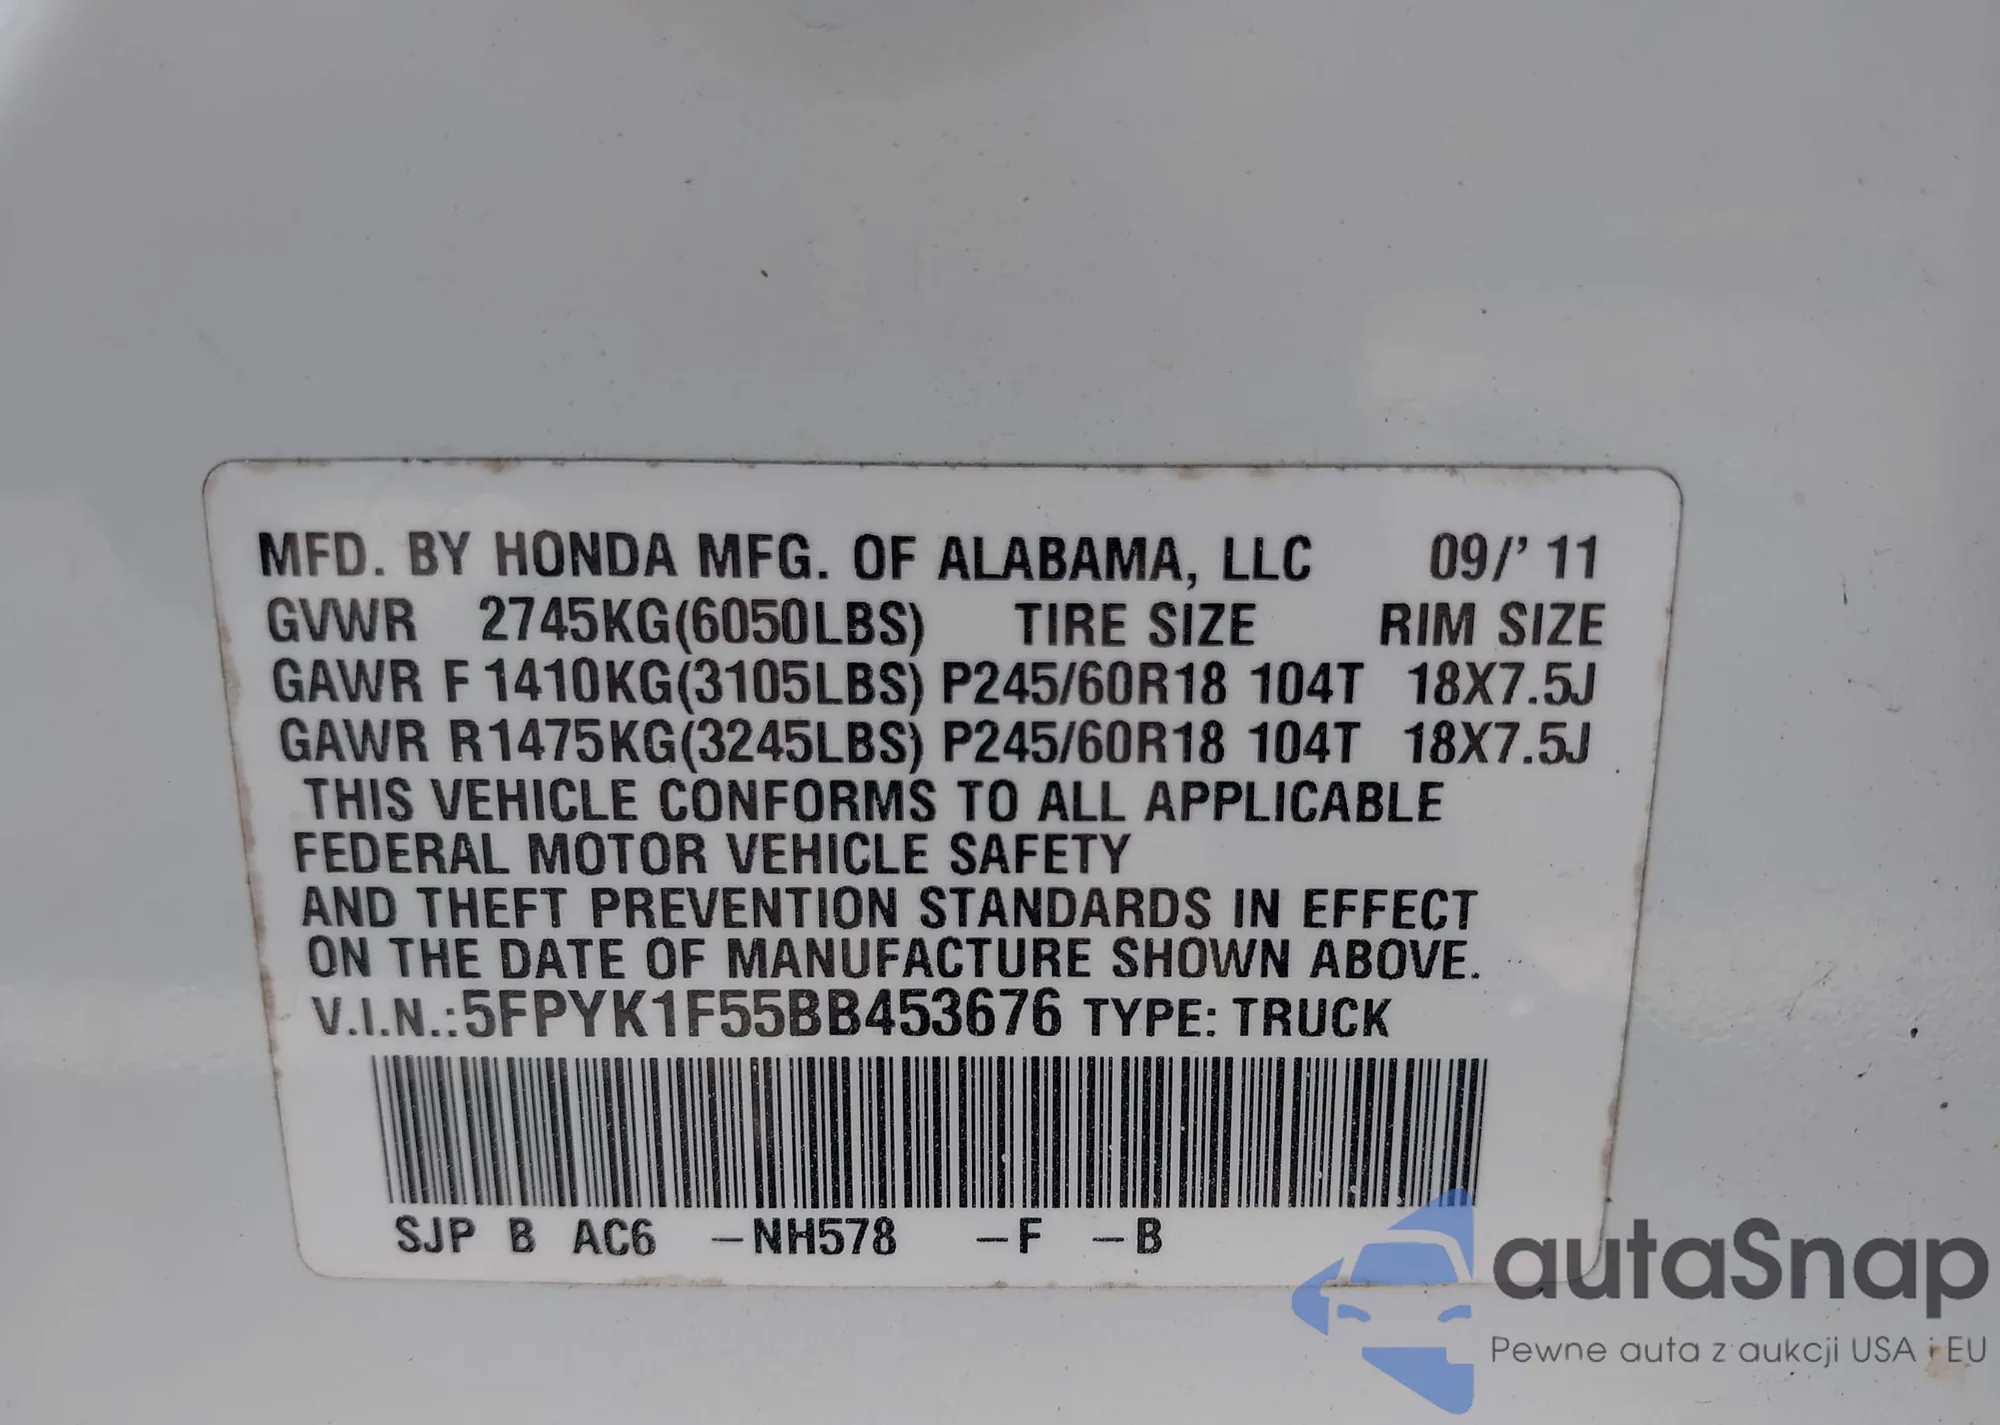 MFD. BY HONDA MFG. OF ALABAMA, LLC 09/' 11
GVWR 2745KG(6050LBS) TIRE SIZE RIM SIZE
GAWR F 1410KG(3105LBS) P245/60R18 104T 18X7.5J
GAWR R 1475KG(3245LBS) P245/60R18 104T 18X7.5J
THIS VEHICLE CONFORMS TO ALL APPLICABLE
FEDERAL MOTOR VEHICLE SAFETY
AND THEFT PREVENTION STANDARDS IN EFFECT
ON THE DATE OF MANUFACTURE SHOWN ABOVE.
V.I.N.:5FPYK1F55BB453676 TYPE: TRUCK
SJP B AC6 –NH578 –F –B
autaSnap
Pewne auta z aukcji USA i EU